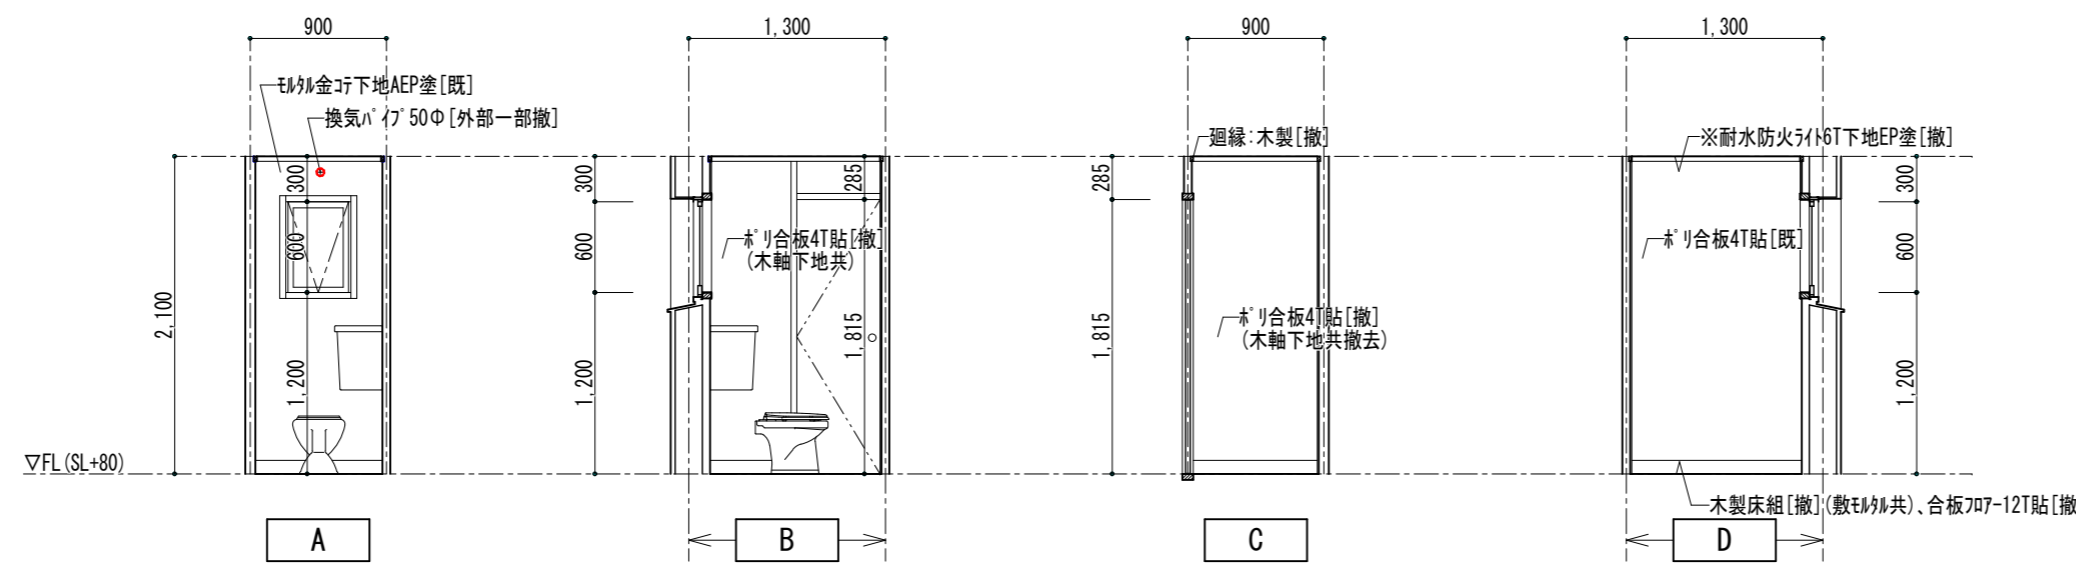 900
1,300
900
1,300
ﾓﾙﾀﾙ金ｺﾃ下地AEP塗[既]
換気ﾊﾟｲﾌﾟ50Φ[外部一部撤]
廻縁:木製[撤]
※耐水防火ﾗｲﾄ6T下地EP塗[撤]
300
300
285
285
300
600
600
600
ﾎﾟﾘ合板4T貼[撤]
(木軸下地共)
ﾎﾟﾘ合板4T貼[既]
2,100
1,815
1,815
ﾎﾟﾘ合板4T貼[撤]
(木軸下地共撤去)
1,200
1,200
1,200
▽FL(SL+80)
木製床組[撤](敷ﾓﾙﾀﾙ共)、合板ﾌﾛｱｰ12T貼[撤
A
B
C
D